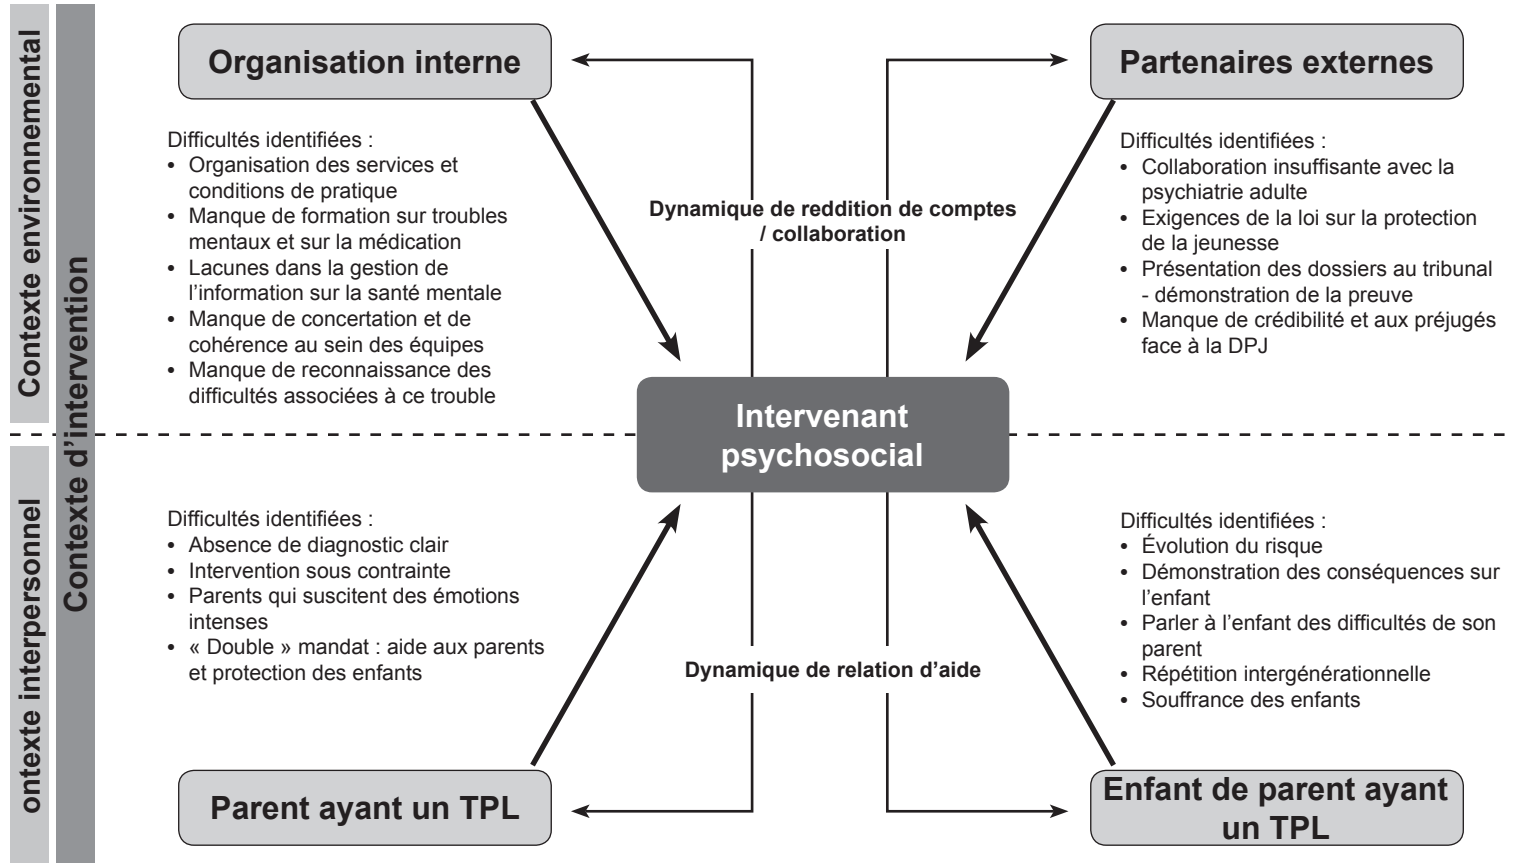 Contexte environnemental
Contexte d'intervention
ontexte interpersonnel
Organisation interne
Difficultés identifiées :
• Organisation des services et
conditions de pratique
• Manque de formation sur troubles
mentaux et sur la médication
• Lacunes dans la gestion de
l'information sur la santé mentale
• Manque de concertation et de
cohérence au sein des équipes
• Manque de reconnaissance des
difficultés associées à ce trouble
Partenaires externes
Difficultés identifiées :
• Collaboration insuffisante avec la
psychiatrie adulte
• Exigences de la loi sur la protection
de la jeunesse
• Présentation des dossiers au tribunal
- démonstration de la preuve
• Manque de crédibilité et aux préjugés
face à la DPJ
Dynamique de reddition de comptes
/ collaboration
Intervenant
psychosocial
Difficultés identifiées :
• Absence de diagnostic clair
• Intervention sous contrainte
• Parents qui suscitent des émotions
intenses
• « Double » mandat : aide aux parents
et protection des enfants
Parent ayant un TPL
Dynamique de relation d'aide
Difficultés identifiées :
• Évolution du risque
• Démonstration des conséquences sur
l'enfant
• Parler à l'enfant des difficultés de son
parent
• Répétition intergénérationnelle
• Souffrance des enfants
Enfant de parent ayant
un TPL